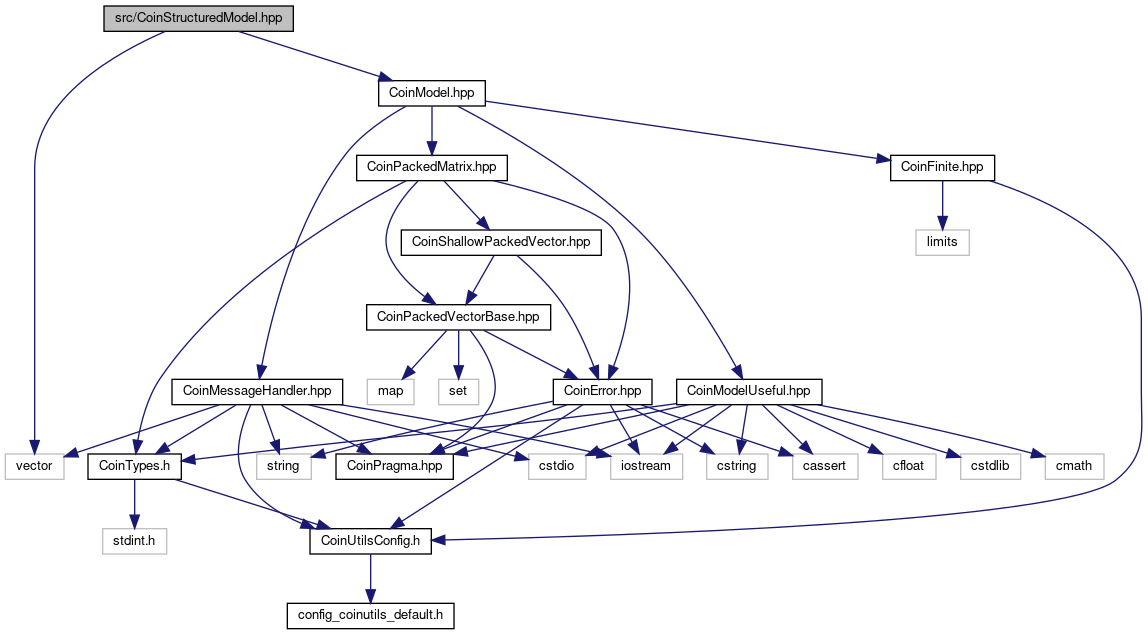 src/CoinStructuredModel.hpp
CoinModel.hpp
CoinPackedMatrix.hpp
CoinFinite.hpp
CoinShallowPackedVector.hpp
limits
CoinPackedVectorBase.hpp
CoinMessageHandler.hpp
map
set
CoinError.hpp
CoinModelUseful.hpp
vector
CoinTypes.h
string
CoinPragma.hpp
cstdio
iostream
cstring
cassert
cfloat
cstdlib
cmath
stdint.h
CoinUtilsConfig.h
config_coinutils_default.h